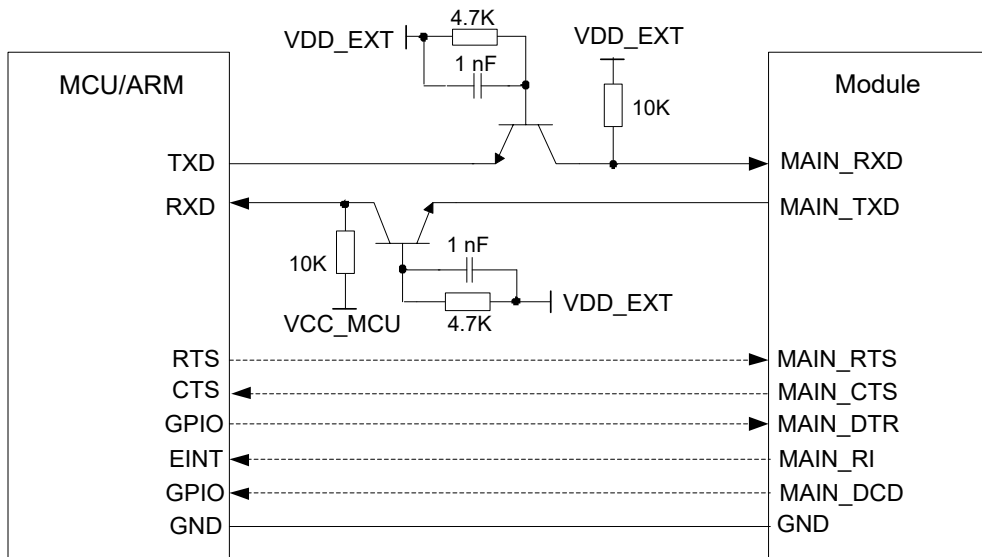 4.7K
VDD_EXT
VDD_EXT
1 nF
MCU/ARM
Module
10K
TXD
MAIN_RXD
RXD
MAIN_TXD
1 nF
10K
VDD_EXT
VCC_MCU
4.7K
RTS
MAIN_RTS
CTS
MAIN_CTS
GPIO
MAIN_DTR
EINT
MAIN_RI
GPIO
MAIN_DCD
GND
GND